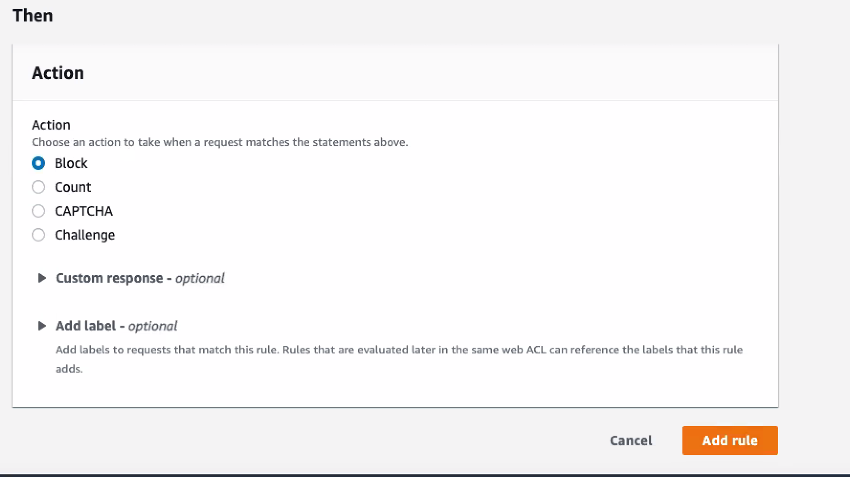 Then
Action
Action
Choose an action to take when a request matches the statements above.
Block
Count
CAPTCHA
Challenge
Custom response - optional
Add label - optional
Add labels to requests that match this rule. Rules that are evaluated later in the same web ACL can reference the labels that this rule
adds.
Cancel
Add rule